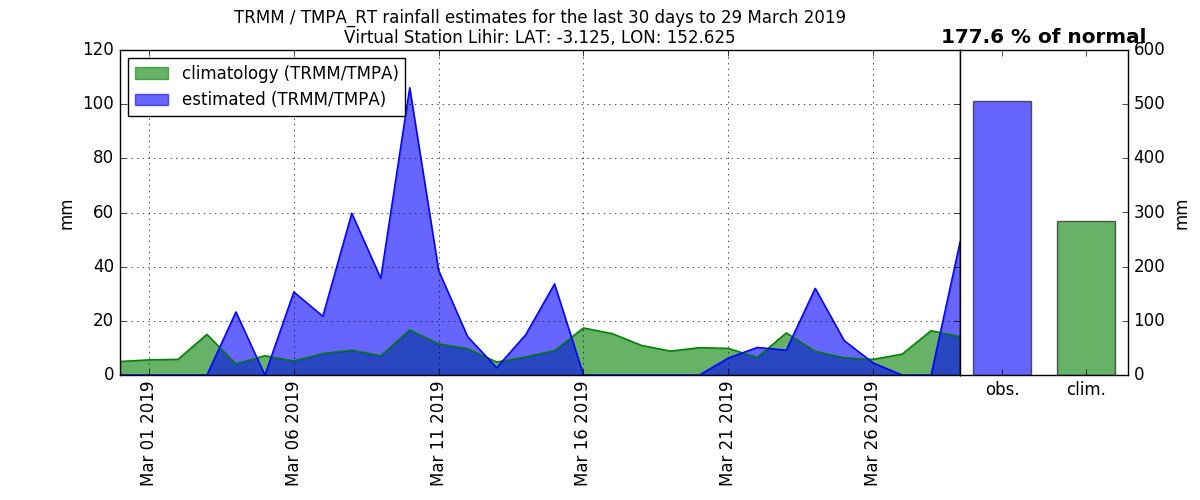 TRMM / TMPA_RT rainfall estimates for the last 30 days to 29 March 2019
Virtual Station Lihir: LAT: -3.125, LON: 152.625
177.6 % of normal
climatology (TRMM/TMPA)
estimated (TRMM/TMPA)
120
100
80
60
40
20
0
mm
600
500
400
300
200
100
0
mm
Mar 01 2019
Mar 06 2019
Mar 11 2019
Mar 16 2019
Mar 21 2019
Mar 26 2019
obs.
clim.